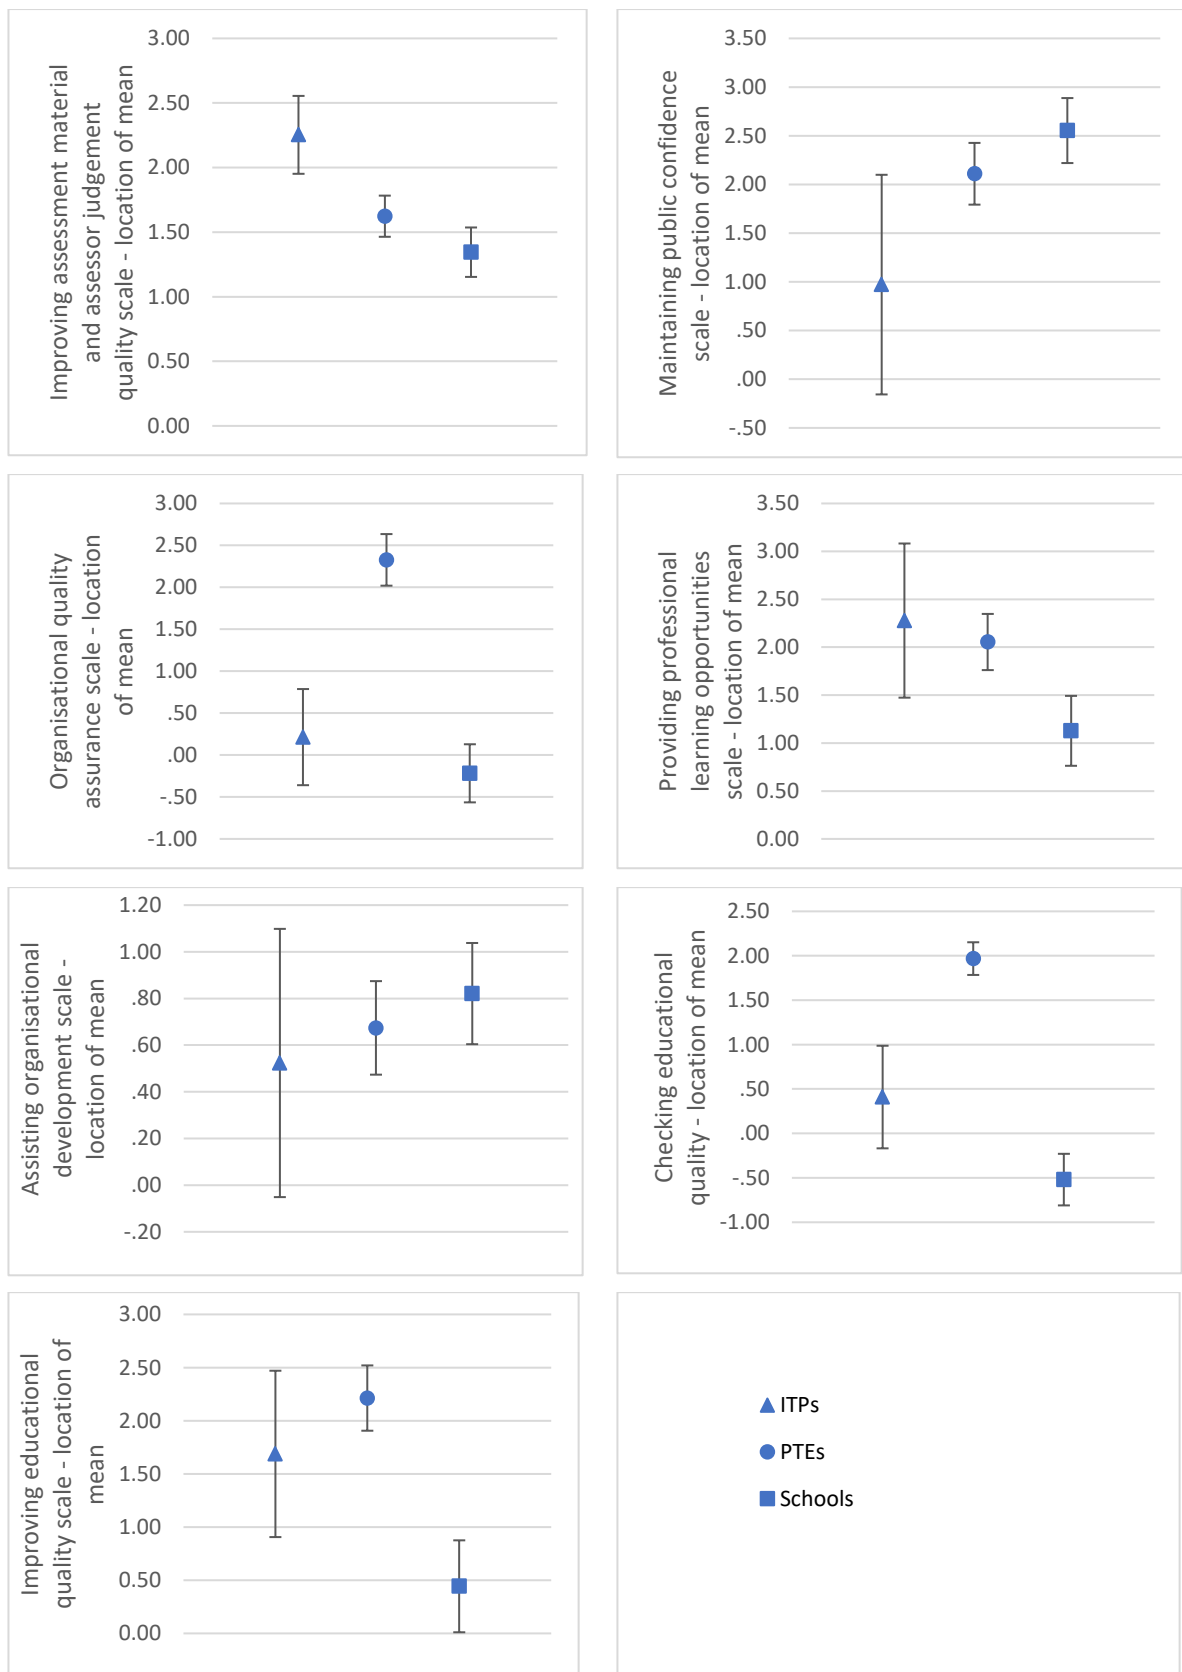 Improving assessment material
and assessor judgement
quality scale - location of mean
3.00
2.50
2.00
1.50
1.00
0.50
0.00
Maintaining public confidence
scale - location of mean
3.50
3.00
2.50
2.00
1.50
1.00
.50
.00
-.50
Organisational quality
assurance scale - location
of mean
3.00
2.50
2.00
1.50
1.00
.50
.00
-.50
-1.00
Providing professional
learning opportunities
scale - location of mean
3.50
3.00
2.50
2.00
1.50
1.00
0.50
0.00
Assisting organisational
development scale -
location of mean
1.20
1.00
.80
.60
.40
.20
.00
-.20
Checking educational
quality - location of mean
2.50
2.00
1.50
1.00
.50
.00
-.50
-1.00
Improving educational
quality scale - location of
mean
3.00
2.50
2.00
1.50
1.00
0.50
0.00
ITPs
PTEs
Schools